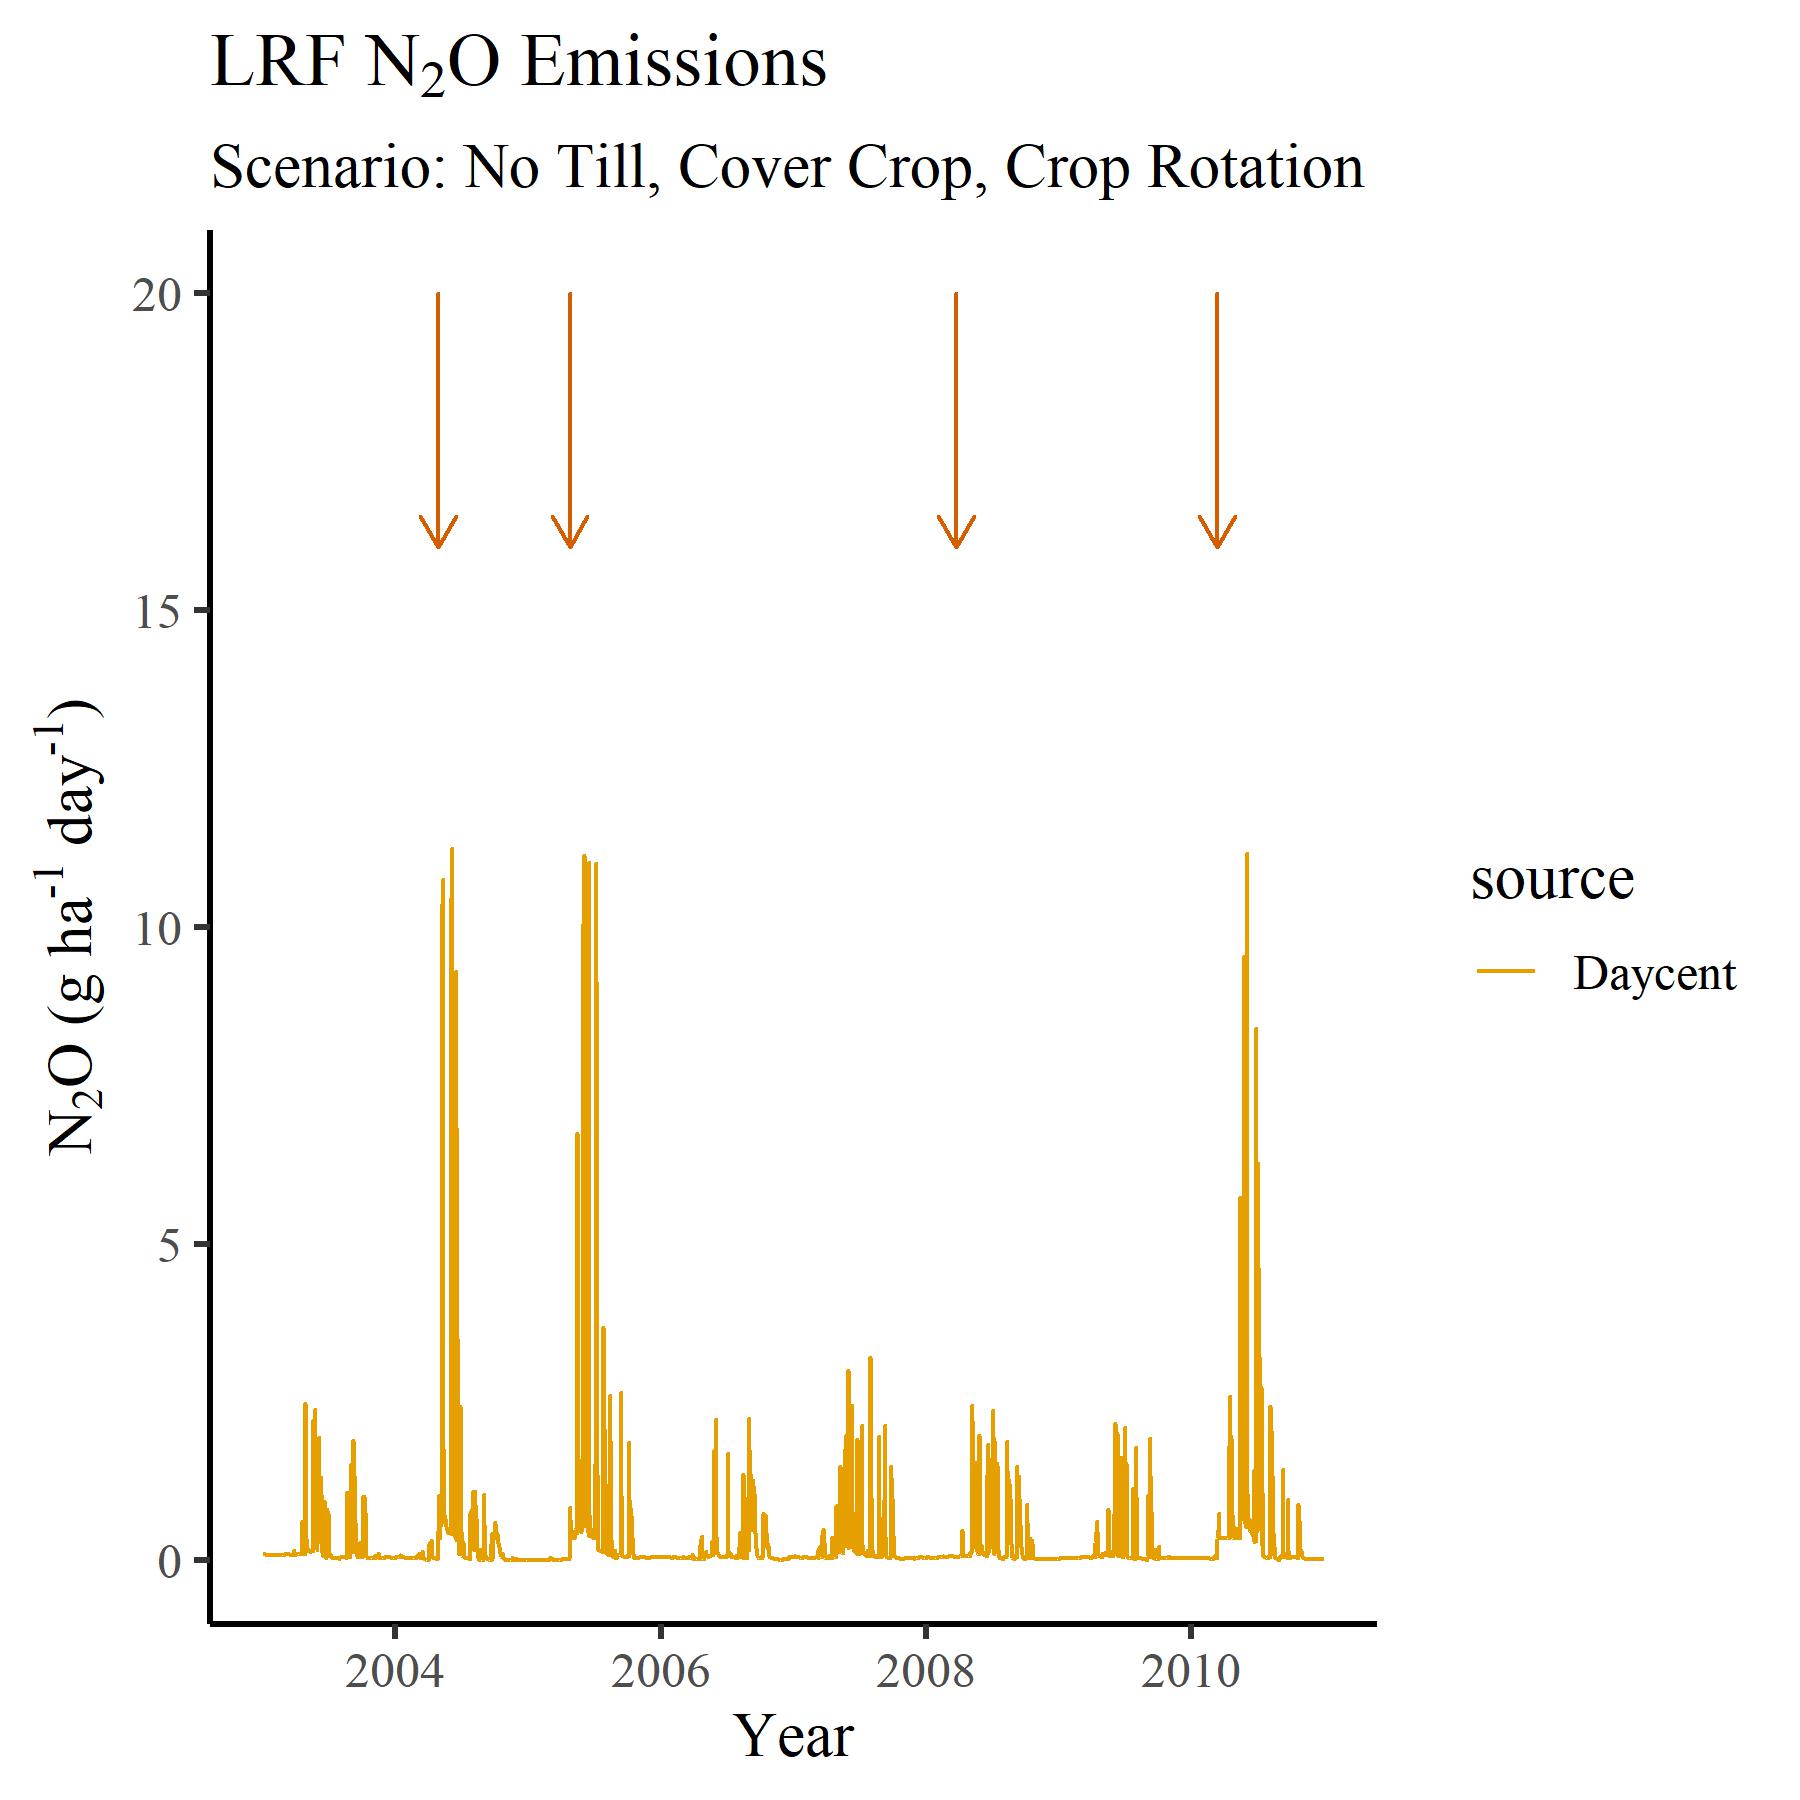 LRF N₂O Emissions
Scenario: No Till, Cover Crop, Crop Rotation
N₂O (g ha⁻¹ day⁻¹)
20
15
10
5
0
2004 2006 2008 2010
Year
source
Daycent